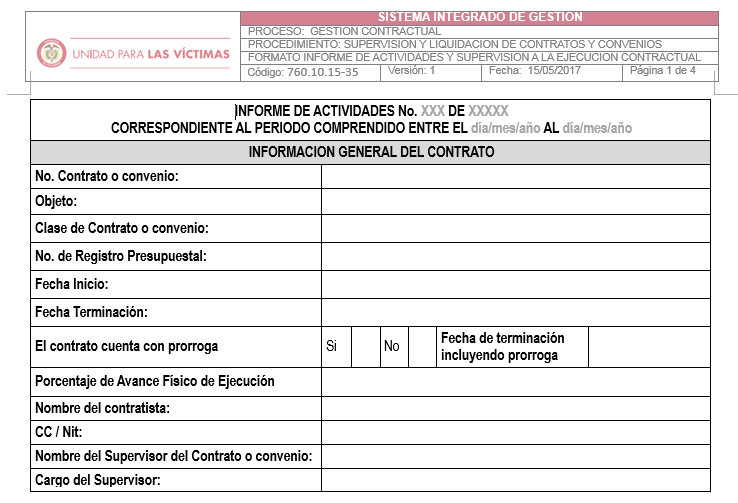 SISTEMA INTEGRADO DE GESTION
UNIDAD PARA LAS VÍCTIMAS
PROCESO: GESTION CONTRACTUAL
PROCEDIMIENTO: SUPERVISION Y LIQUIDACION DE CONTRATOS Y CONVENIOS
FORMATO INFORME DE ACTIVIDADES Y SUPERVISION A LA EJECUCION CONTRACTUAL
Código: 760.10.15-35 Versión: 1 Fecha: 15/05/2017 Página 1 de 4
INFORME DE ACTIVIDADES No. XXX DE XXXXX
CORRESPONDIENTE AL PERIODO COMPRENDIDO ENTRE EL día/mes/año AL día/mes/año
INFORMACION GENERAL DEL CONTRATO
No. Contrato o convenio:
Objeto:
Clase de Contrato o convenio:
No. de Registro Presupuestal:
Fecha Inicio:
Fecha Terminación:
El contrato cuenta con prorroga Si No Fecha de terminación
incluyendo prorroga
Porcentaje de Avance Físico de Ejecución
Nombre del contratista:
CC / Nit:
Nombre del Supervisor del Contrato o convenio:
Cargo del Supervisor: